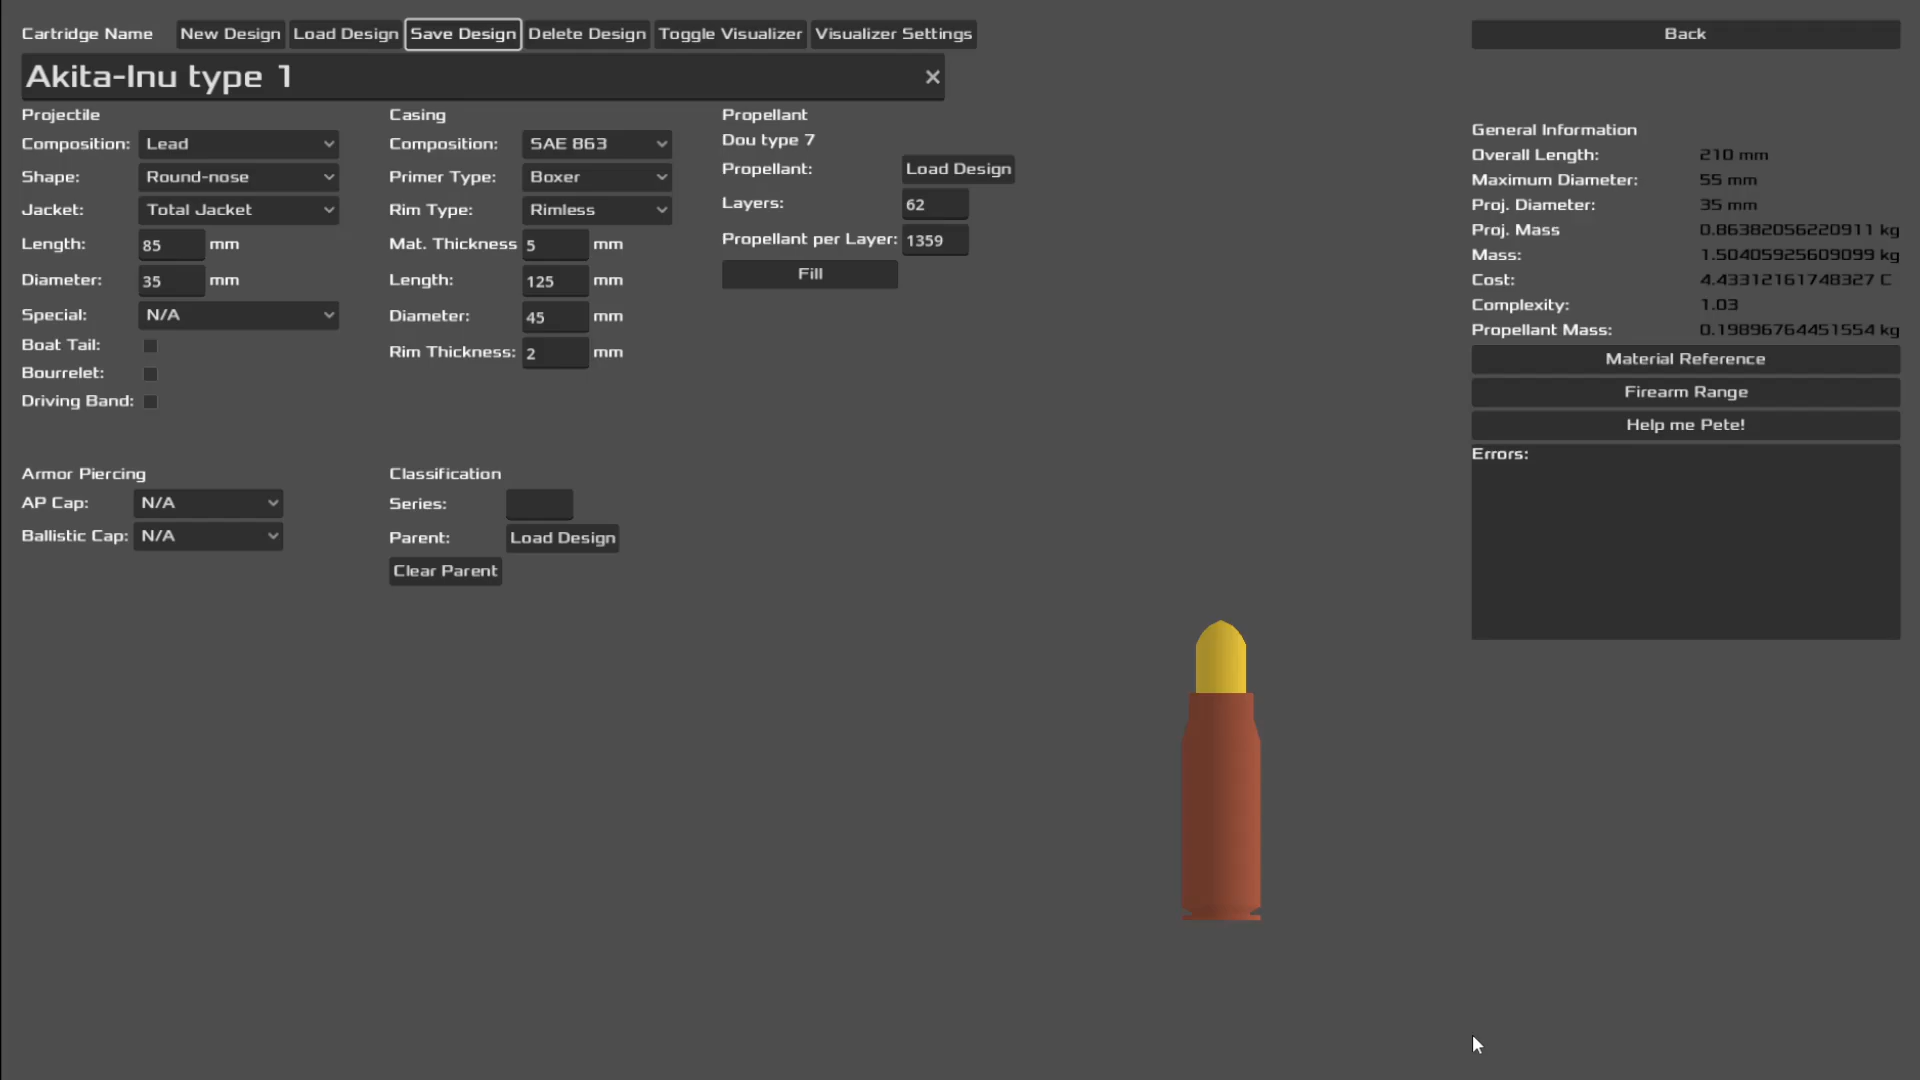 Cartridge Name New Design Load Design Save Design Delete Design Toggle Visualizer Visualizer Settings Back
Akita-Inu type 1 ×
Projectile
Composition: Lead
Shape: Round-nose
Jacket: Total Jacket
Length: 85 mm
Diameter: 35 mm
Special: N/A
Boat Tail:
Bourrelet:
Driving Band:
Casing
Composition: SAE 863
Primer Type: Boxer
Rim Type: Rimless
Mat. Thickness 5 mm
Length: 125 mm
Diameter: 45 mm
Rim Thickness: 2 mm
Propellant
Dou type 7
Propellant: Load Design
Layers: 62
Propellant per Layer: 1359
Fill
Armor Piercing
AP Cap: N/A
Ballistic Cap: N/A
Classification
Series:
Parent: Load Design
Clear Parent
General Information
Overall Length: 210 mm
Maximum Diameter: 55 mm
Proj. Diameter: 35 mm
Proj. Mass 0.86382056220911 kg
Mass: 1.50405925609099 kg
Cost: 4.43312161748327 C
Complexity: 1.03
Propellant Mass: 0.19896764451554 kg
Material Reference
Firearm Range
Help me Pete!
Errors: